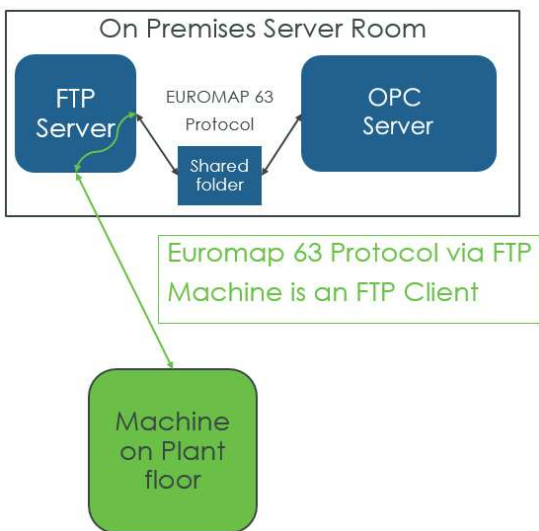 On Premises Server Room
FTP
Server
EUROMAP 63
Protocol
OPC
Server
Shared
folder
Euromap 63 Protocol via FTP
Machine is an FTP Client
Machine
on Plant
floor